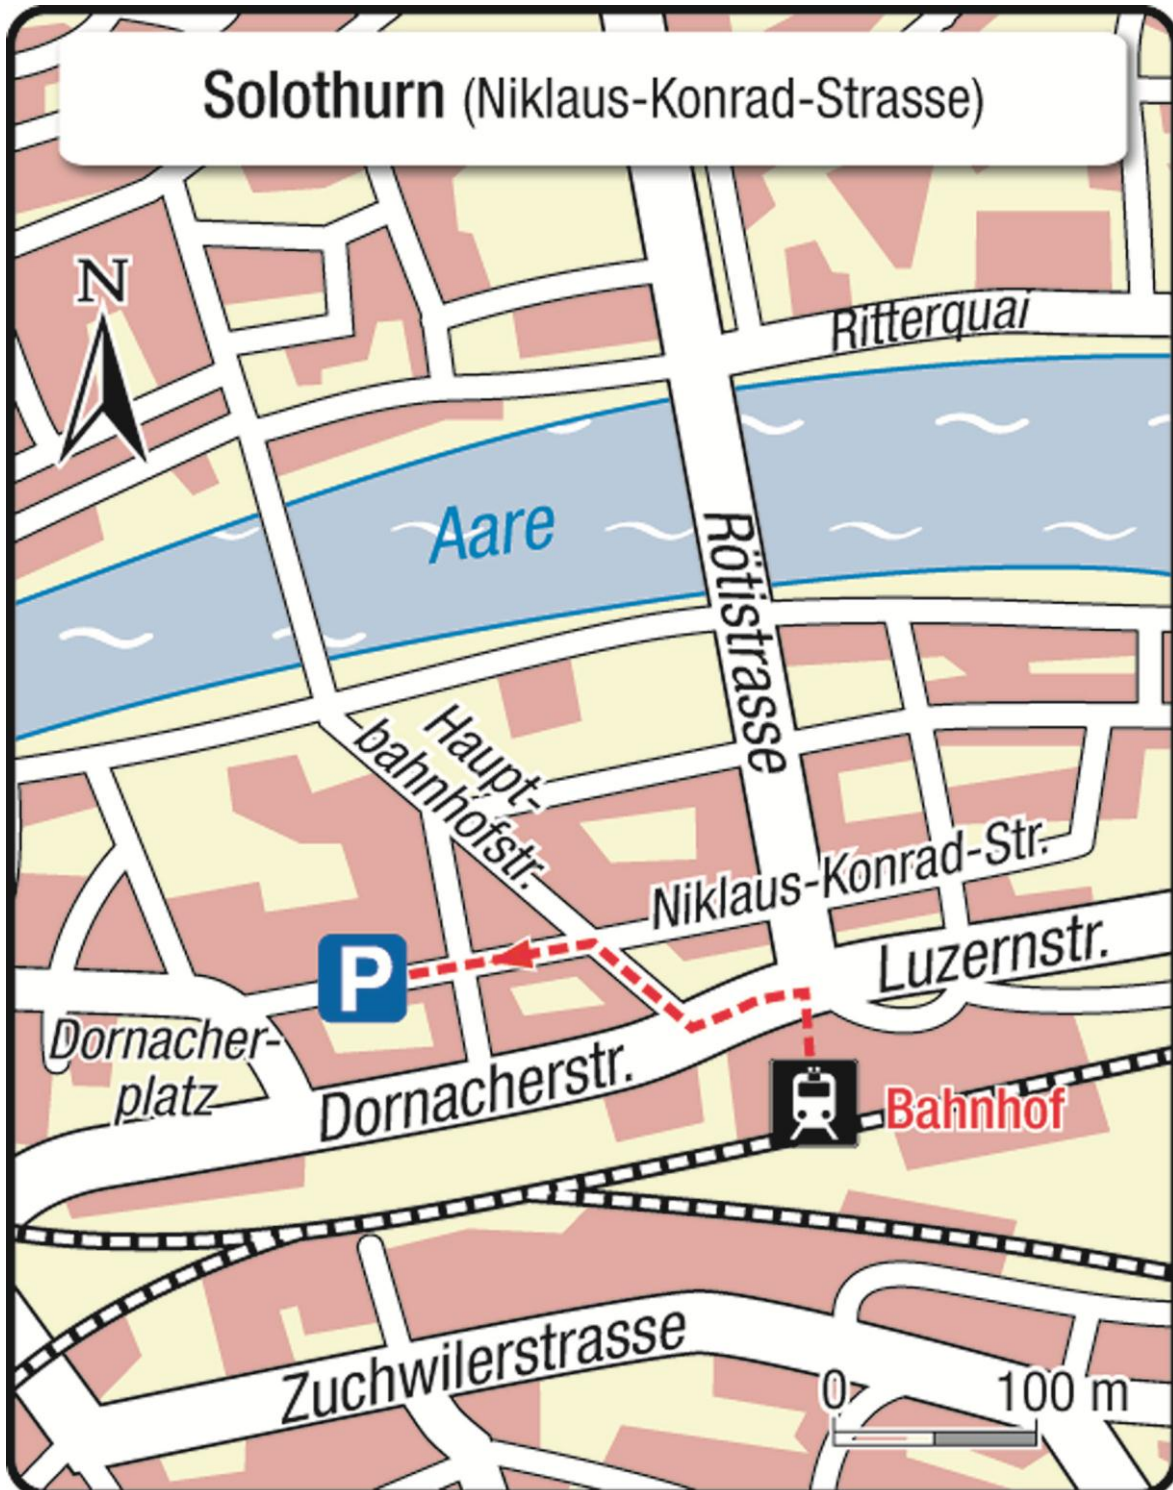 Solothurn (Niklaus-Konrad-Strasse)
N
Ritterquai
Aare
Rötistrasse
Haupt-
bahnhofstr.
Niklaus-Konrad-Str.
Luzernstr.
P
Dornacher-
platz
Dornacherstr.
Bahnhof
Zuchwilerstrasse
0 100 m